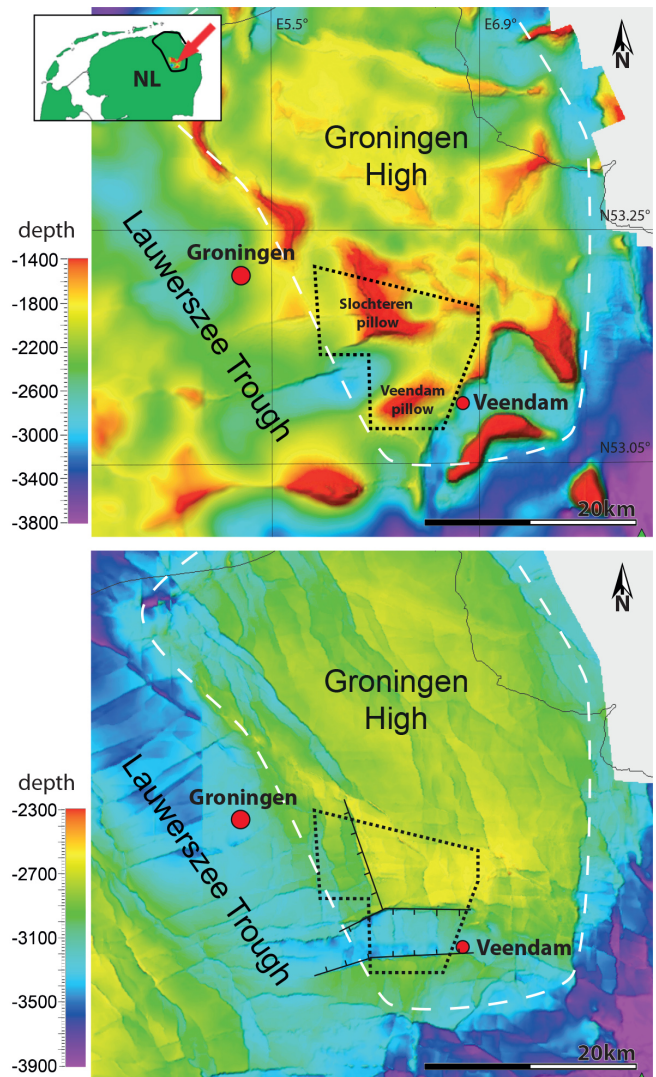 E5.5°
E6.9°
N
NL
Groningen
High
depth
Lauwerszee Trough
Groningen
N53.25°
-1400
-1800
-2200
-2600
-3000
-3400
-3800
Slochteren
pillow
Veendam
pillow
Veendam
N53.05°
20km
N
Groningen
High
depth
Lauwerszee Trough
Groningen
-2300
-2700
-3100
-3500
-3900
Veendam
20km